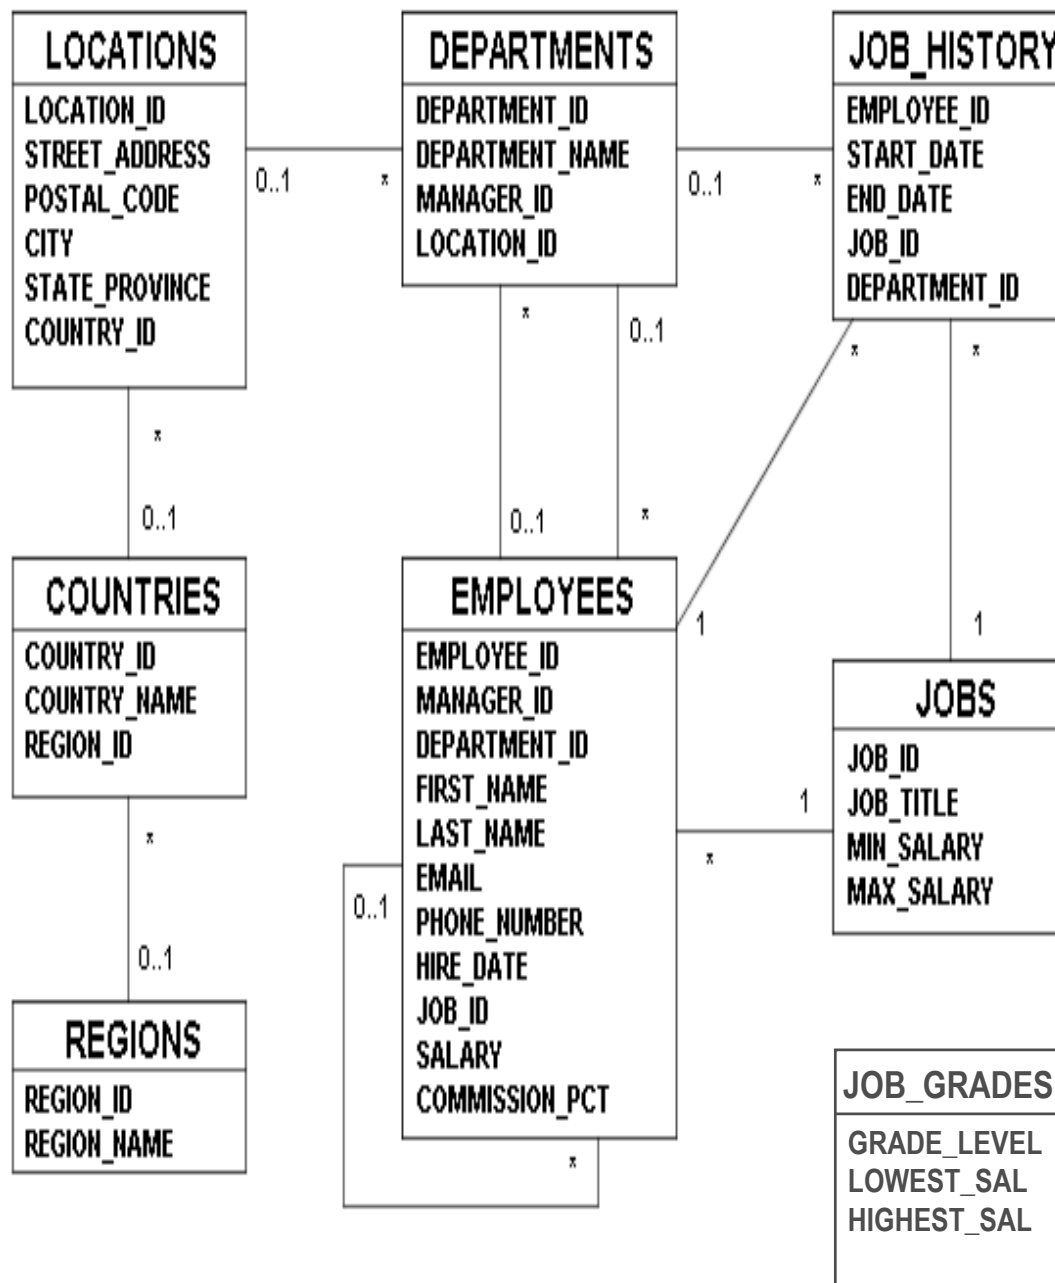 LOCATIONS
LOCATION_ID
STREET_ADDRESS
POSTAL_CODE
CITY
STATE_PROVINCE
COUNTRY_ID
0..1
*
DEPARTMENTS
DEPARTMENT_ID
DEPARTMENT_NAME
MANAGER_ID
LOCATION_ID
0..1
*
JOB_HISTORY
EMPLOYEE_ID
START_DATE
END_DATE
JOB_ID
DEPARTMENT_ID
*
0..1
*
*
*
0..1
0..1
*
COUNTRIES
COUNTRY_ID
COUNTRY_NAME
REGION_ID
*
0..1
EMPLOYEES
EMPLOYEE_ID
MANAGER_ID
DEPARTMENT_ID
FIRST_NAME
LAST_NAME
EMAIL
PHONE_NUMBER
HIRE_DATE
JOB_ID
SALARY
COMMISSION_PCT
1
1
JOBS
JOB_ID
JOB_TITLE
MIN_SALARY
MAX_SALARY
1
*
0..1
*
REGIONS
REGION_ID
REGION_NAME
JOB_GRADES
GRADE_LEVEL
LOWEST_SAL
HIGHEST_SAL